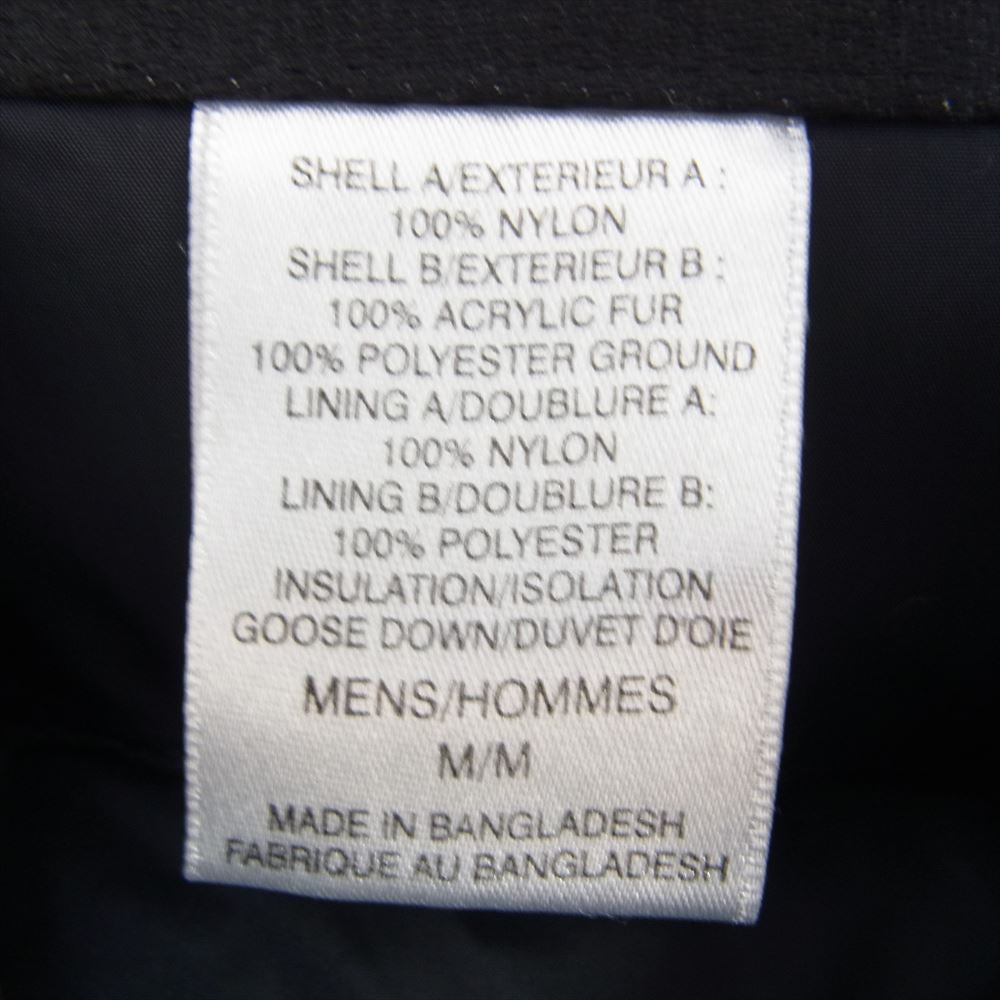 SHELL A/EXTERIEUR A :
100% NYLON
SHELL B/EXTERIEUR B :
100% ACRYLIC FUR
100% POLYESTER GROUND
LINING A/DOUBLURE A:
100% NYLON
LINING B/DOUBLURE B:
100% POLYESTER
INSULATION/ISOLATION
GOOSE DOWN/DUVET D'OIE
MENS/HOMMES
M/M
MADE IN BANGLADESH
FABRIQUE AU BANGLADESH